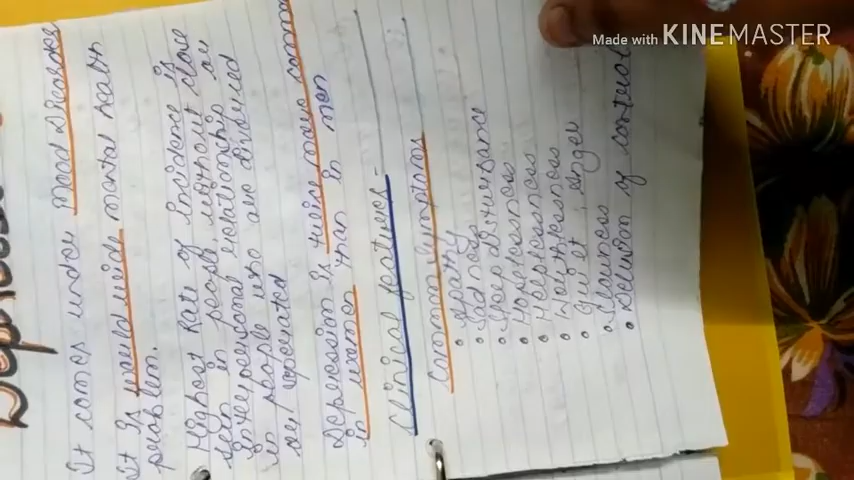 Made with KINEMASTER
Depression
It comes under Mood Disorder
It is world wide mental health
problem.
Highest Rate of incidence is
seen in people without close
interpersonal relationship or
in people who are divorced
or seperated
Depression is twice more common
in women than in men
Clinical features-
common symptoms
• Apathy
• Sadness
• Sleep disturbance
• Hopelessness
• Helplessness
• Worthlessness
• Guilt, anger
• Slowness
• Delusion of control